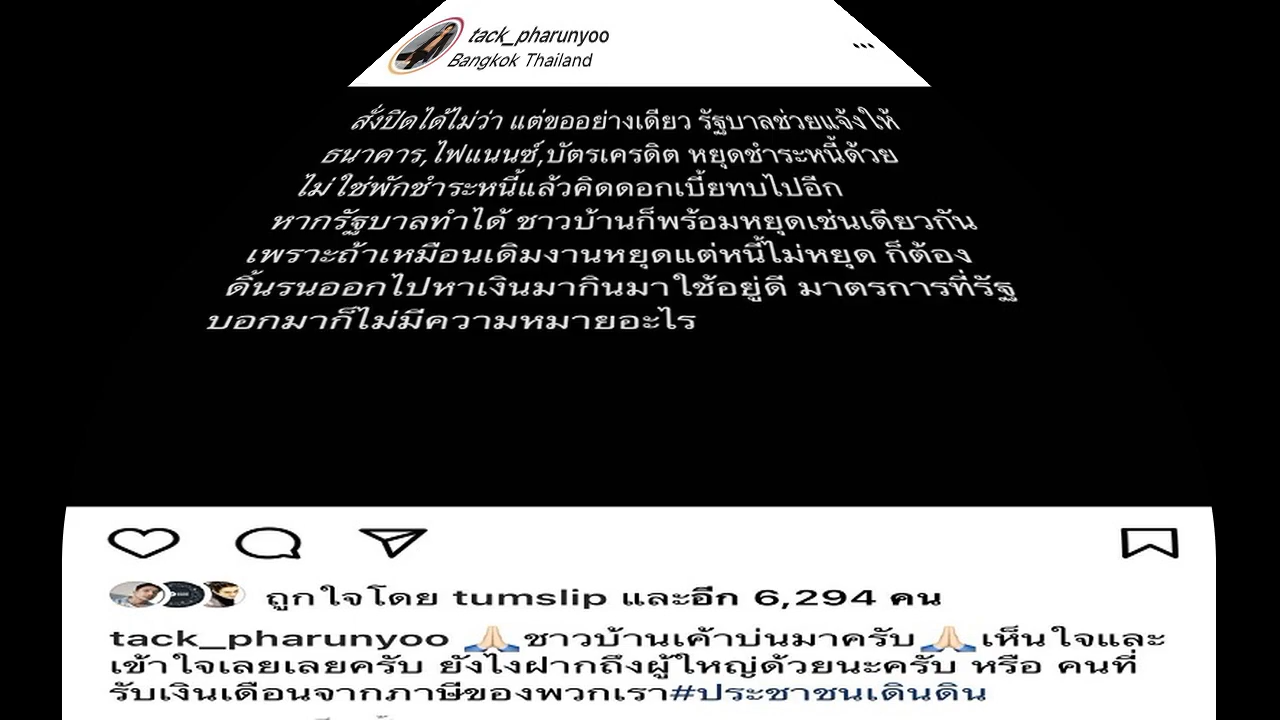 tack_pharunyoo
Bangkok Thailand
สั่งปิดได้ไม่ว่า แต่ขออย่างเดียว รัฐบาลช่วยแจ้งให้
ธนาคาร,ไฟแนนซ์,บัตรเครดิต หยุดชำระหนี้ด้วย
ไม่ใช่พักชำระหนี้แล้วคิดดอกเบี้ยทบไปอีก
หากรัฐบาลทำได้ ชาวบ้านก็พร้อมหยุดเช่นเดียวกัน
เพราะถ้าเหมือนเดิมงานหยุดแต่หนี้ไม่หยุด ก็ต้อง
ดิ้นรนออกไปหาเงินมากินมาใช้อยู่ดี มาตรการที่รัฐ
บอกมาก็ไม่มีความหมายอะไร
ถูกใจโดย tumslip และอีก 6,294 คน
tack_pharunyoo 🙏🏻ชาวบ้านเค้าบ่นมาครับ🙏🏻เห็นใจและ
เข้าใจเลยเลยครับ ยังไงฝากถึงผู้ใหญ่ด้วยนะครับ หรือ คนที่
รับเงินเดือนจากภาษีของพวกเรา#ประชาชนเดินดิน